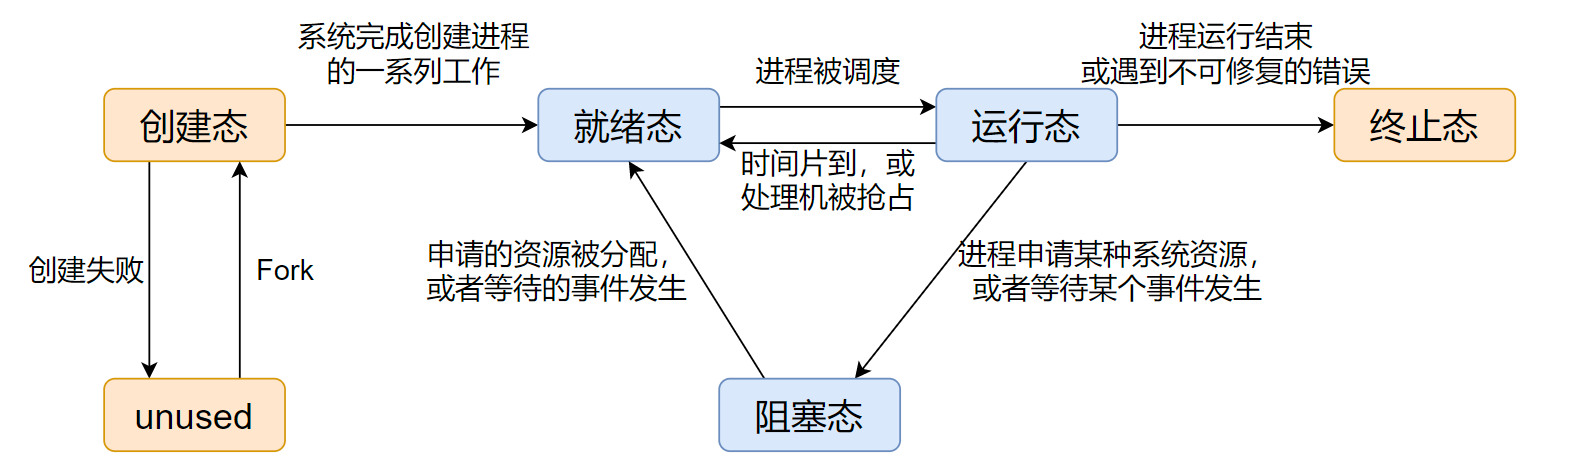 系统完成创建进程
的一系列工作
进程被调度
进程运行结束
或遇到不可修复的错误
创建态
就绪态
运行态
终止态
时间片到，或
处理机被抢占
创建失败
Fork
申请的资源被分配，
或者等待的事件发生
进程申请某种系统资源，
或者等待某个事件发生
unused
阻塞态